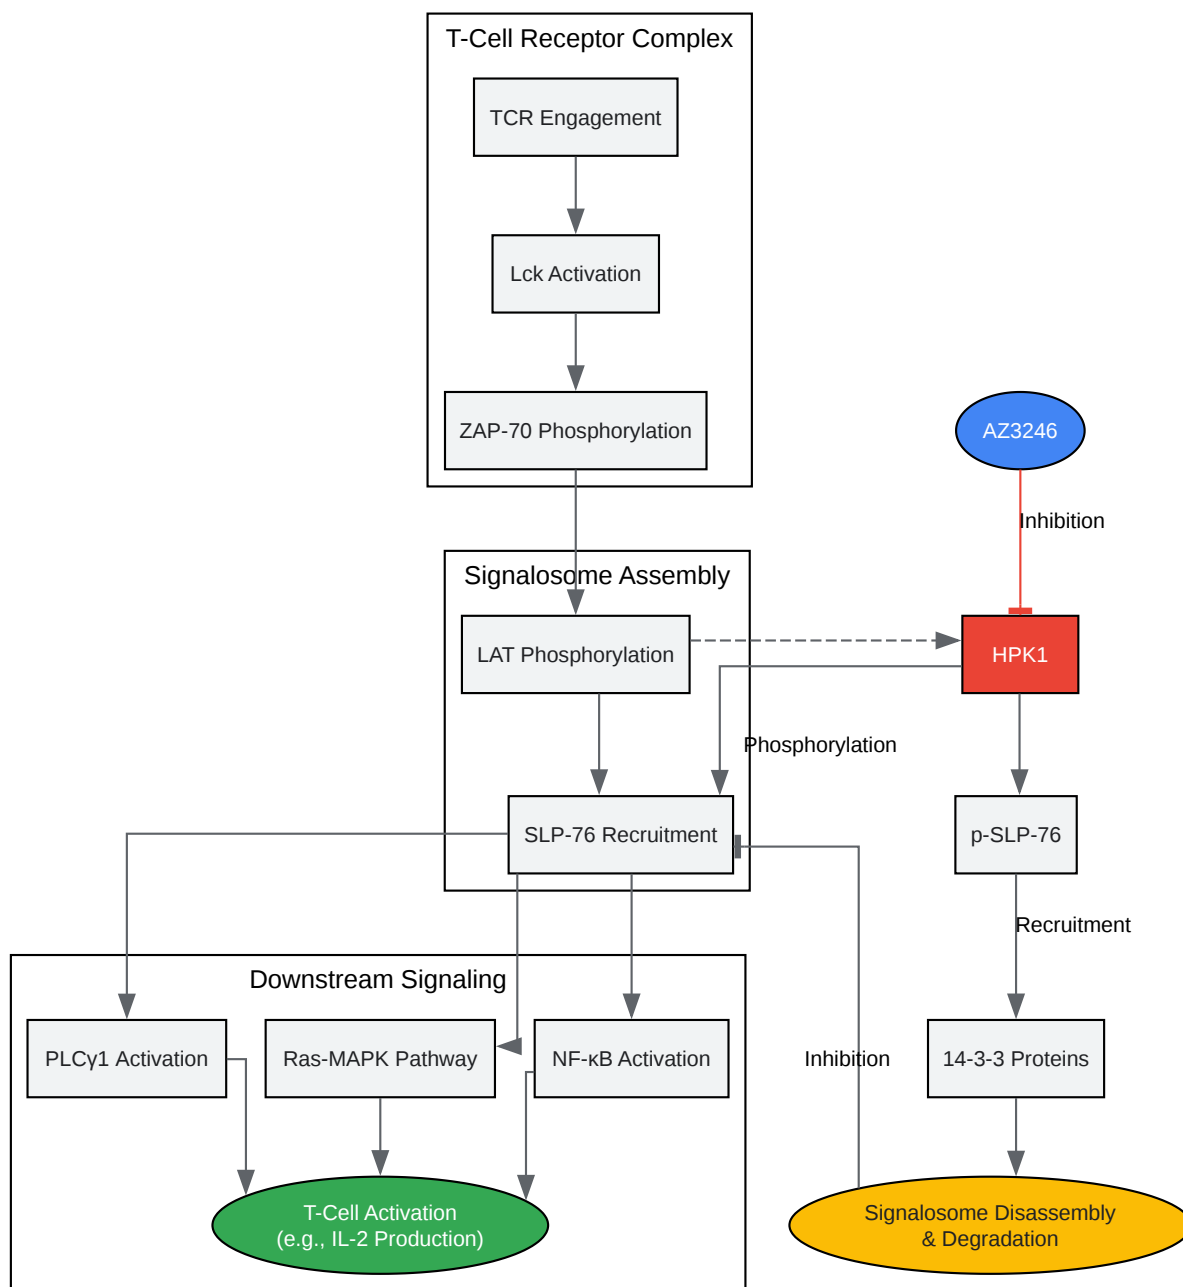 T-Cell Receptor Complex
TCR Engagement
Lck Activation
ZAP-70 Phosphorylation
AZ3246
Inhibition
Signalosome Assembly
LAT Phosphorylation
HPK1
Phosphorylation
SLP-76 Recruitment
p-SLP-76
Recruitment
Downstream Signaling
PLCγ1 Activation
Ras-MAPK Pathway
NF-κB Activation
Inhibition
14-3-3 Proteins
T-Cell Activation
(e.g., IL-2 Production)
Signalosome Disassembly
& Degradation